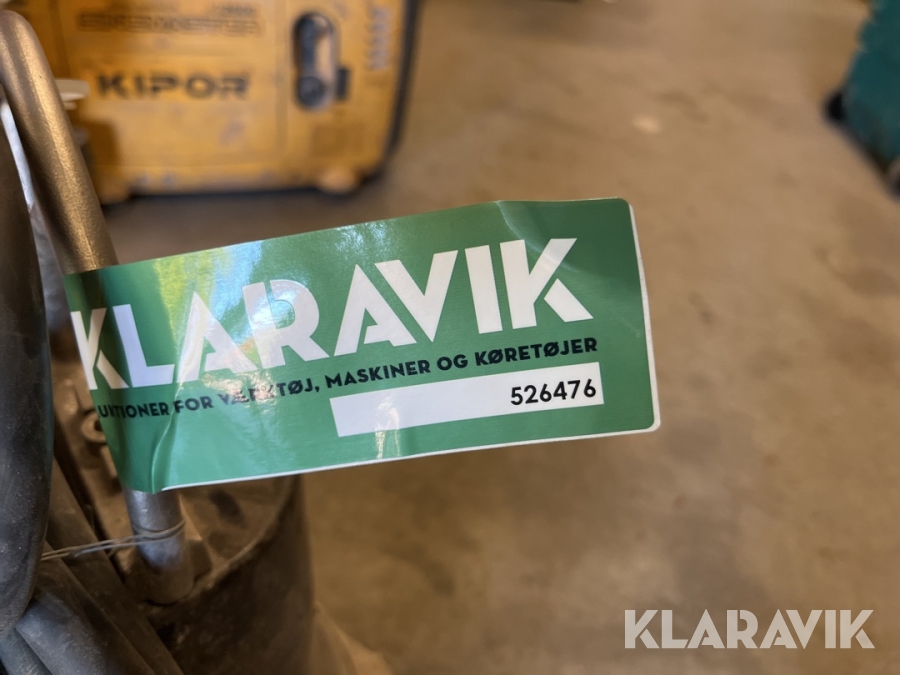 KIPOR
KLARAVIK
UKTIONER FOR VÆRKTØJ, MASKINER OG KØRETØJER
526476
KLARAVIK